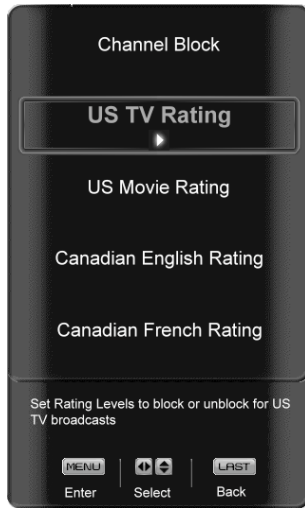 Channel Block
US TV Rating
US Movie Rating
Canadian English Rating
Canadian French Rating
Set Rating Levels to block or unblock for US
TV broadcasts
MENU LAST
Enter Select Back